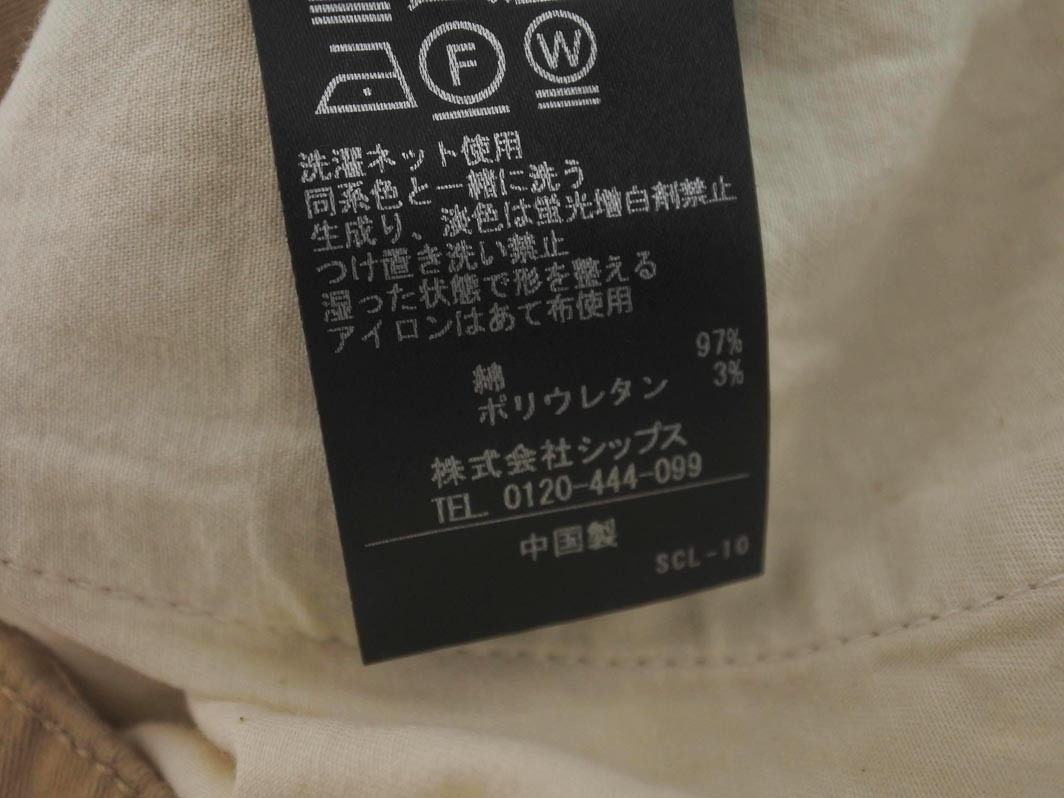 F W
洗濯ネット使用
同系色と一緒に洗う
生成り、淡色は蛍光増白剤禁止
つけ置き洗い禁止
湿った状態で形を整える
アイロンはあて布使用
綿 97%
ポリウレタン 3%
株式会社シップス
TEL. 0120-444-099
中国製
SCL-10